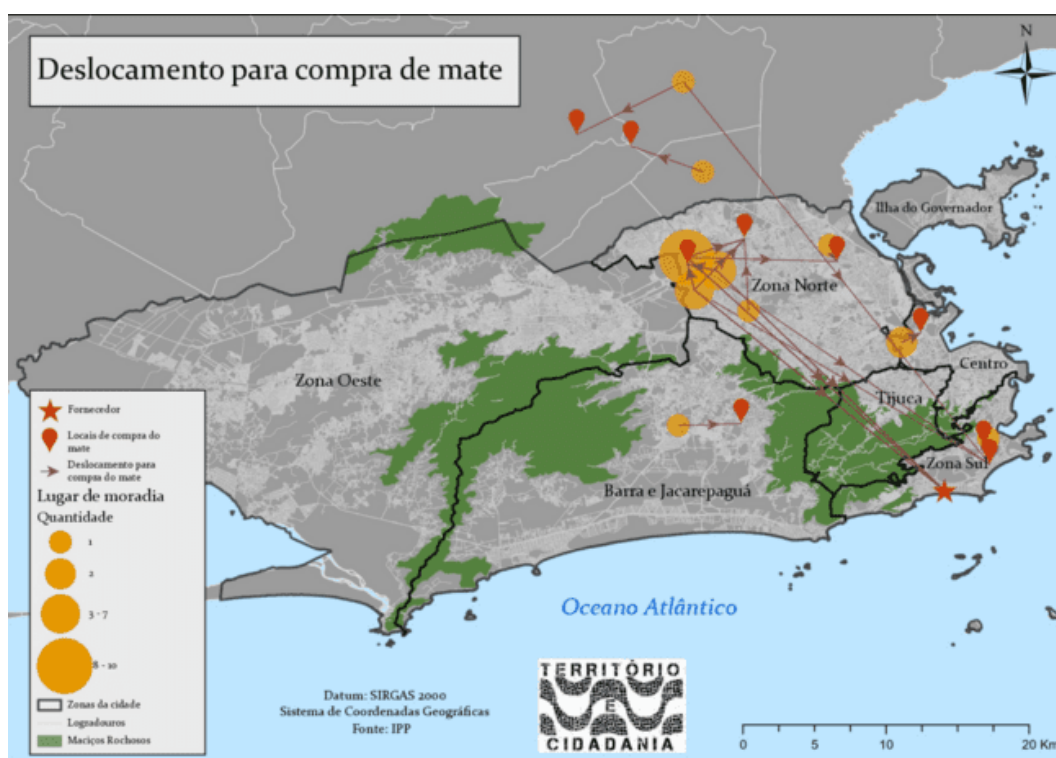 Deslocamento para compra de mate
N
Ilha do Governador
Zona Norte
Centro
Zona Oeste
Tijuca
Zona Sul
Barra e Jacarepaguá
Oceano Atlântico
Fornecedor
Locais de compra do
mate
Deslocamento para
compra do mate
Lugar de moradia
Quantidade
1
2
3 - 7
8 - 10
Zonas da cidade
Logradouros
Maciços Rochosos
Datum: SIRGAS 2000
Sistema de Coordenadas Geográficas
Fonte: IPP
TERRITÓRIO
E
CIDADANIA
0 5 10 20 Km